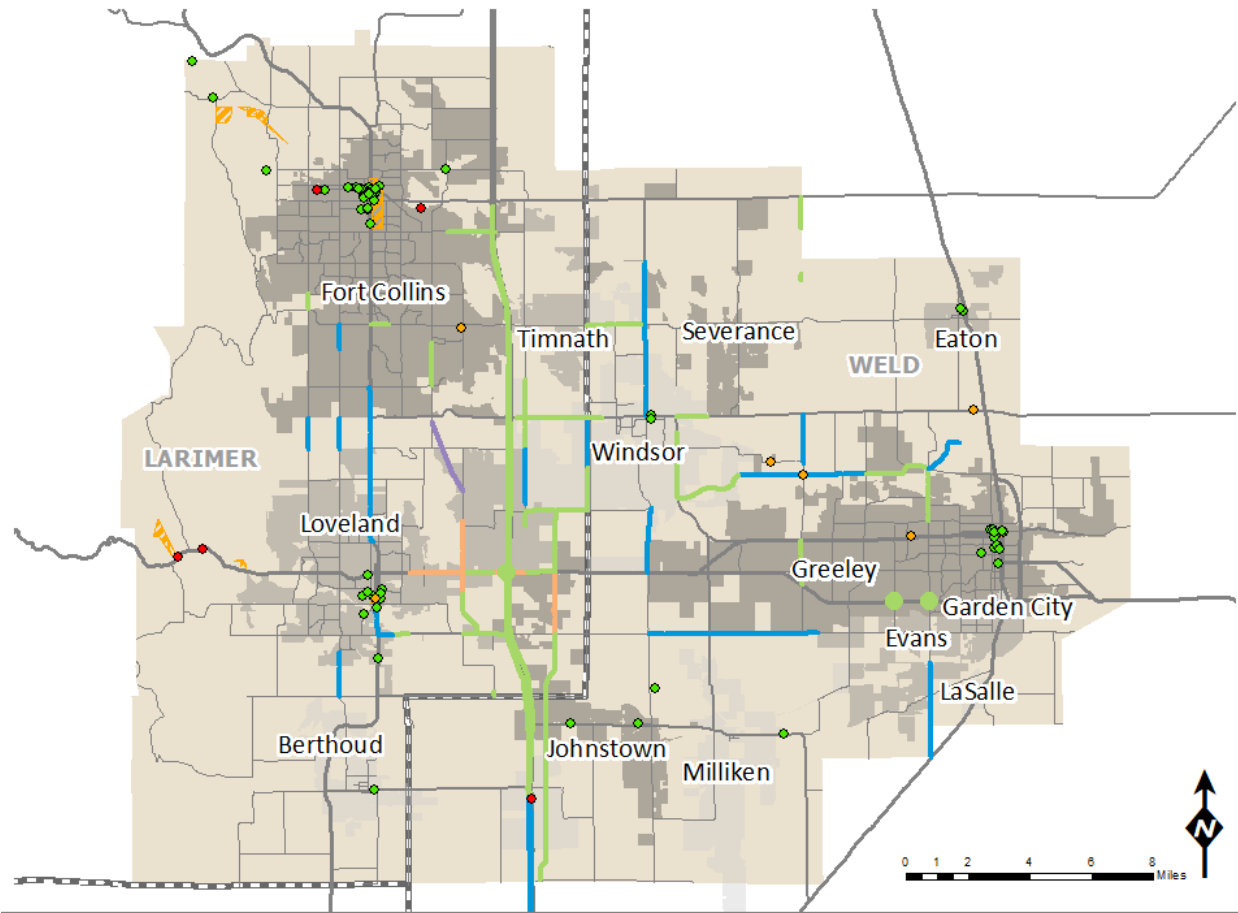 Fort Collins
Timnath
Severance
Eaton
WELD
LARIMER
Windsor
Loveland
Greeley
Garden City
Evans
LaSalle
Berthoud
Johnstown
Milliken
N
0 1 2 4 6 8
Miles